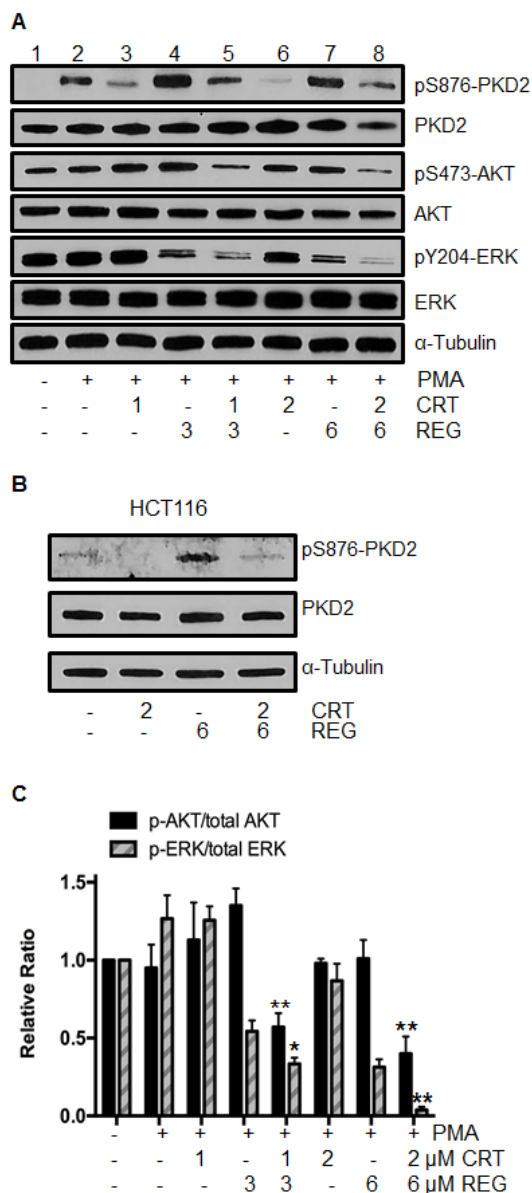 A
1 2 3 4 5 6 7 8
pS876-PKD2
PKD2
pS473-AKT
AKT
pY204-ERK
ERK
α-Tubulin
- + + + + + + + PMA
- - 1 - 1 2 - 2 CRT
- - - 3 3 - 6 6 REG
B
HCT116
pS876-PKD2
PKD2
α-Tubulin
- 2 - 2 CRT
- - 6 6 REG
C
p-AKT/total AKT
p-ERK/total ERK
Relative Ratio
1.5
1.0
0.5
0.0
** * ** **
- + + + + + + + PMA
- - 1 - 1 2 - 2 µM CRT
- - - 3 3 - 6 6 µM REG